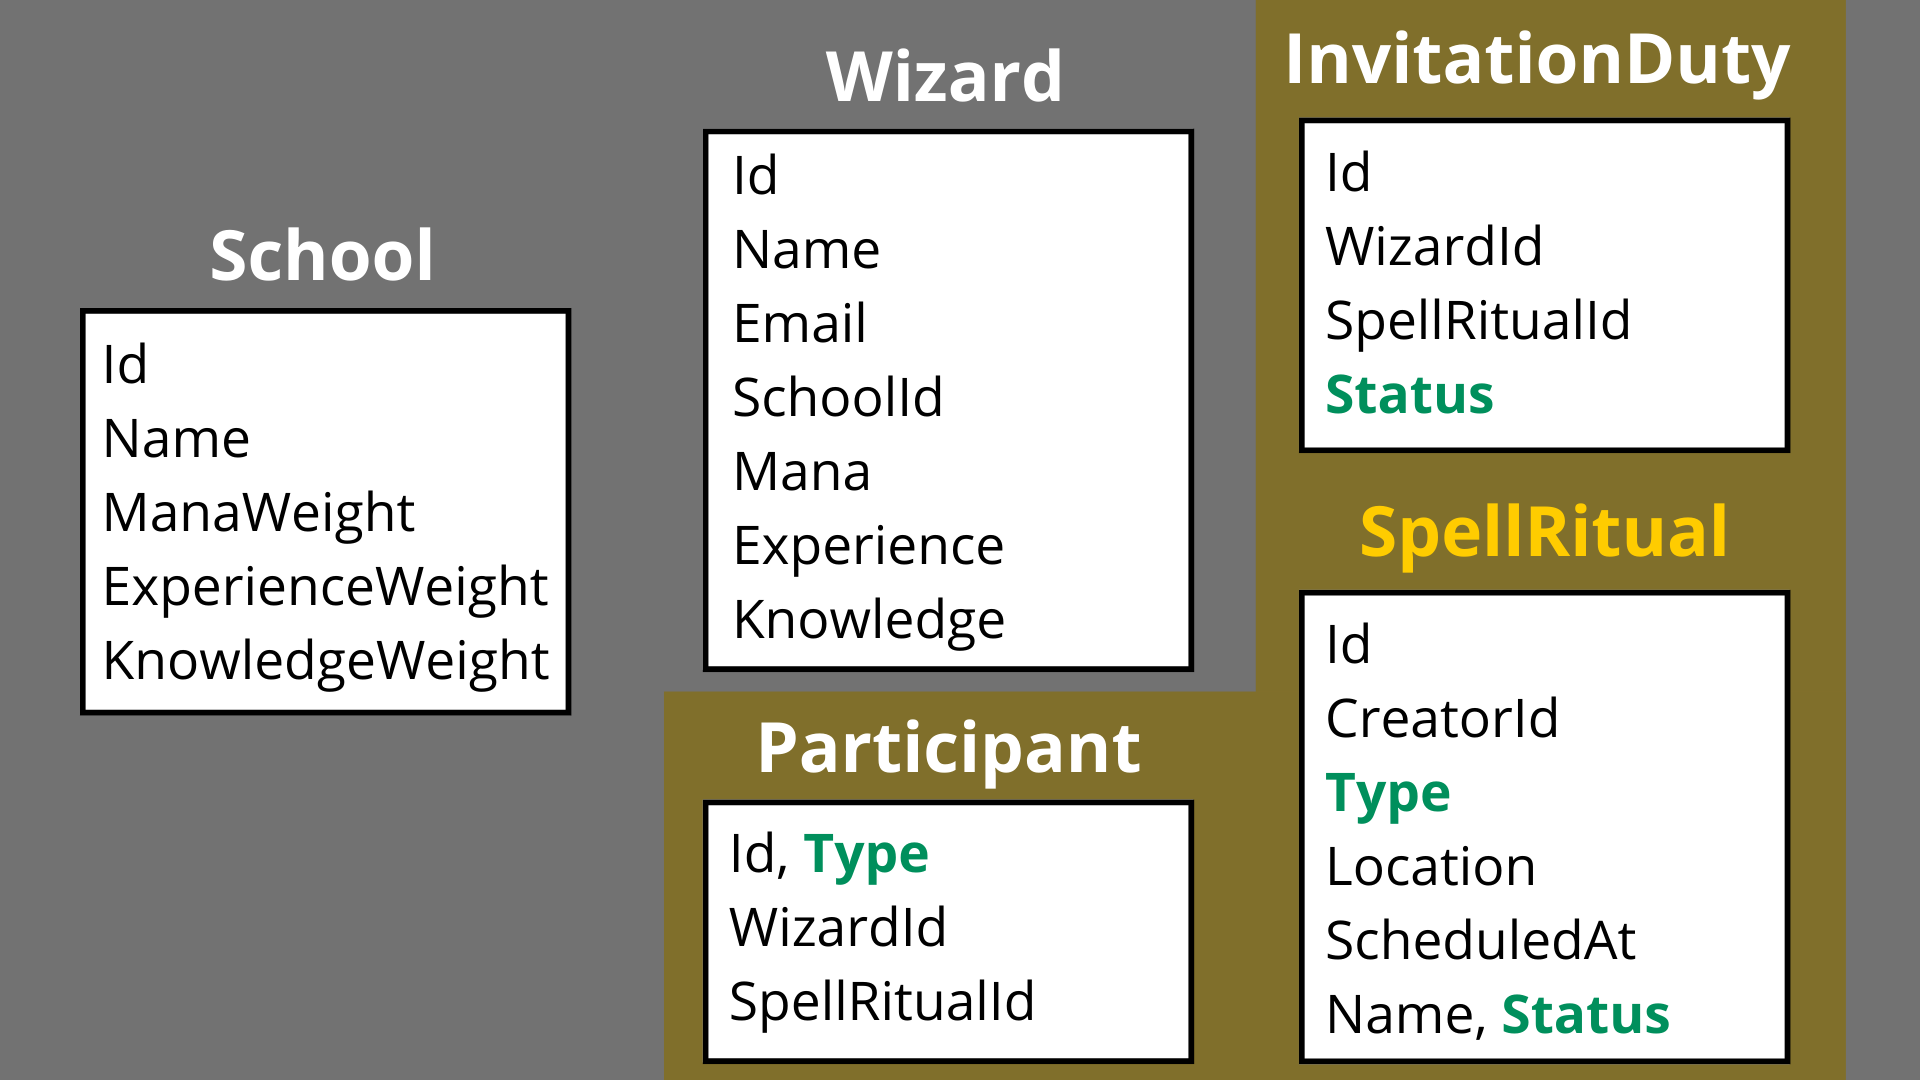 School
Id
Name
ManaWeight
ExperienceWeight
KnowledgeWeight
Wizard
Id
Name
Email
SchoolId
Mana
Experience
Knowledge
Participant
Id, Type
WizardId
SpellRitualId
InvitationDuty
Id
WizardId
SpellRitualId
Status
SpellRitual
Id
CreatorId
Type
Location
ScheduledAt
Name, Status